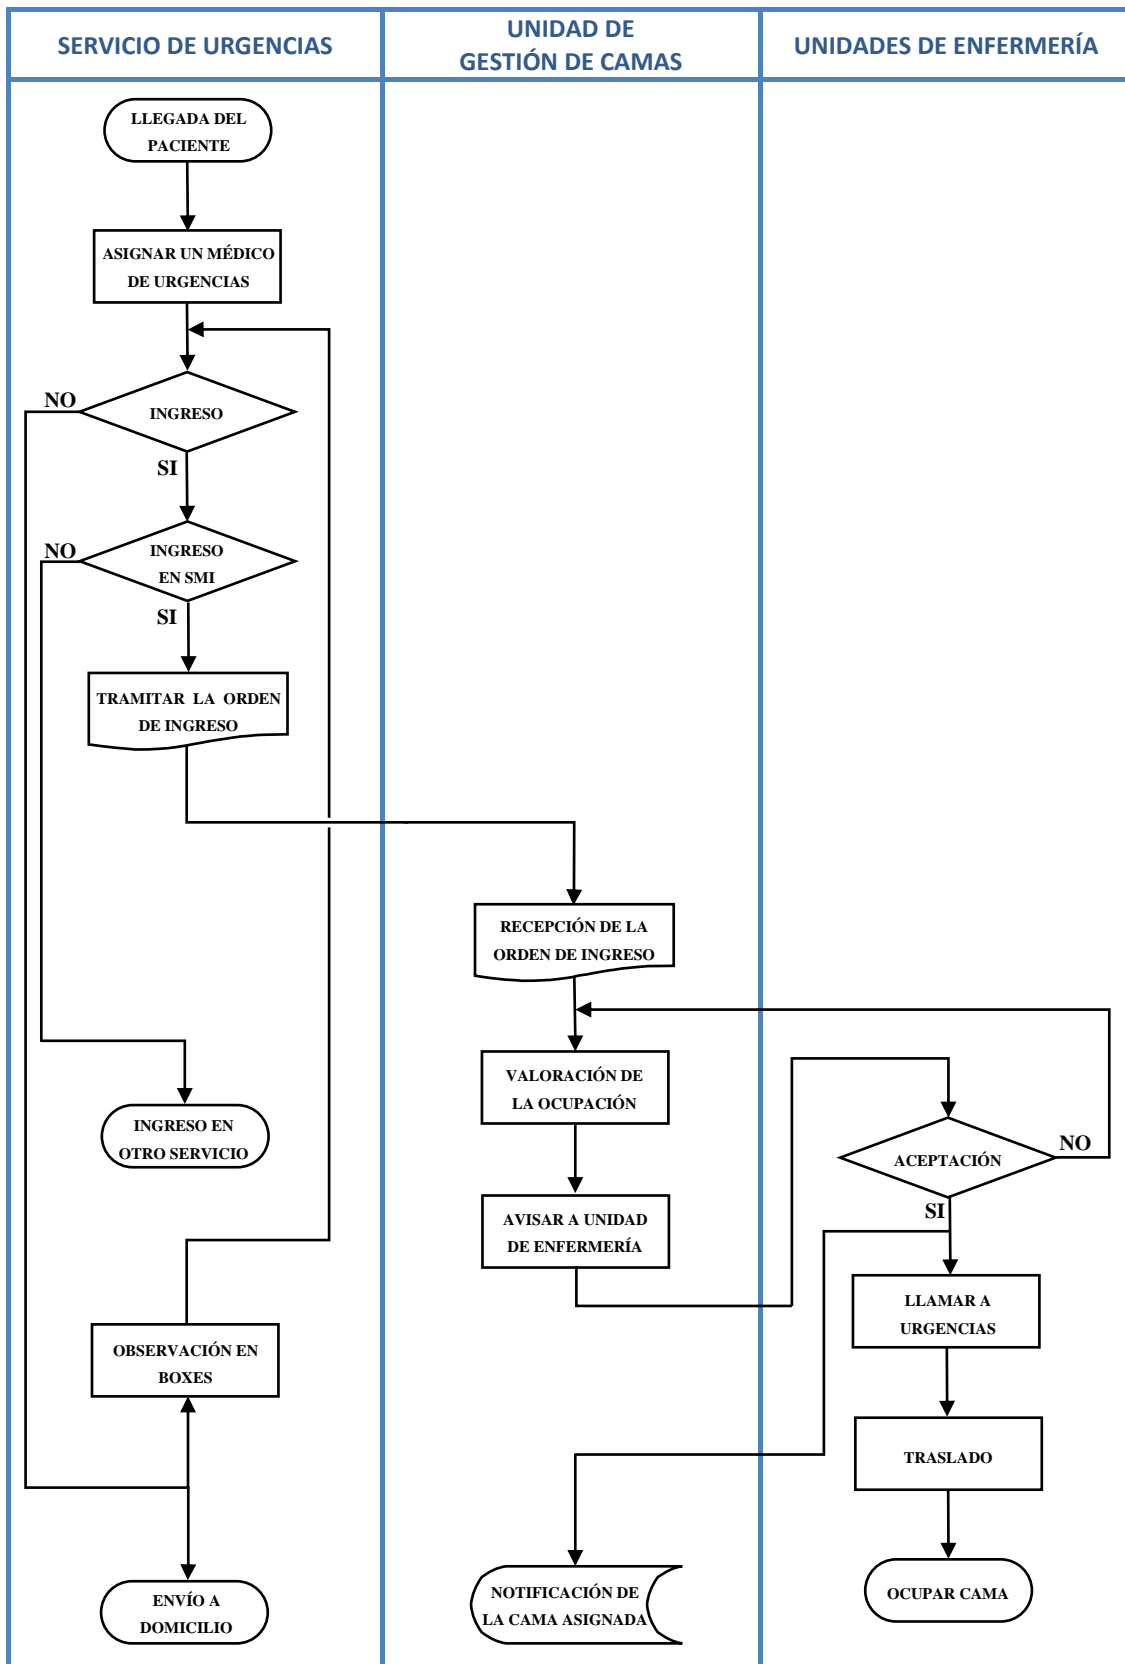 SERVICIO DE URGENCIAS
UNIDAD DE
GESTIÓN DE CAMAS
UNIDADES DE ENFERMERÍA
LLEGADA DEL
PACIENTE
ASIGNAR UN MÉDICO
DE URGENCIAS
NO
INGRESO
SI
NO
INGRESO
EN SMI
SI
TRAMITAR LA ORDEN
DE INGRESO
RECEPCIÓN DE LA
ORDEN DE INGRESO
VALORACIÓN DE
LA OCUPACIÓN
INGRESO EN
OTRO SERVICIO
ACEPTACIÓN
NO
SI
AVISAR A UNIDAD
DE ENFERMERÍA
LLAMAR A
URGENCIAS
OBSERVACIÓN EN
BOXES
TRASLADO
ENVÍO A
DOMICILIO
NOTIFICACIÓN DE
LA CAMA ASIGNADA
OCUPAR CAMA